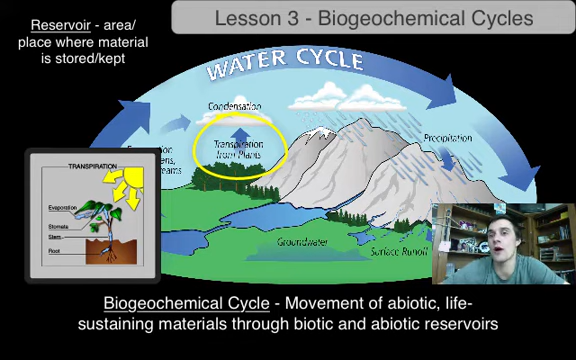 Lesson 3 - Biogeochemical Cycles
Reservoir - area/
place where material
is stored/kept
WATER CYCLE
Condensation
Transpiration
from Plants
Precipitation
TRANSPIRATION
Evaporation
Stomata
Stem
Root
Groundwater
Surface Runoff
Biogeochemical Cycle - Movement of abiotic, life-
sustaining materials through biotic and abiotic reservoirs